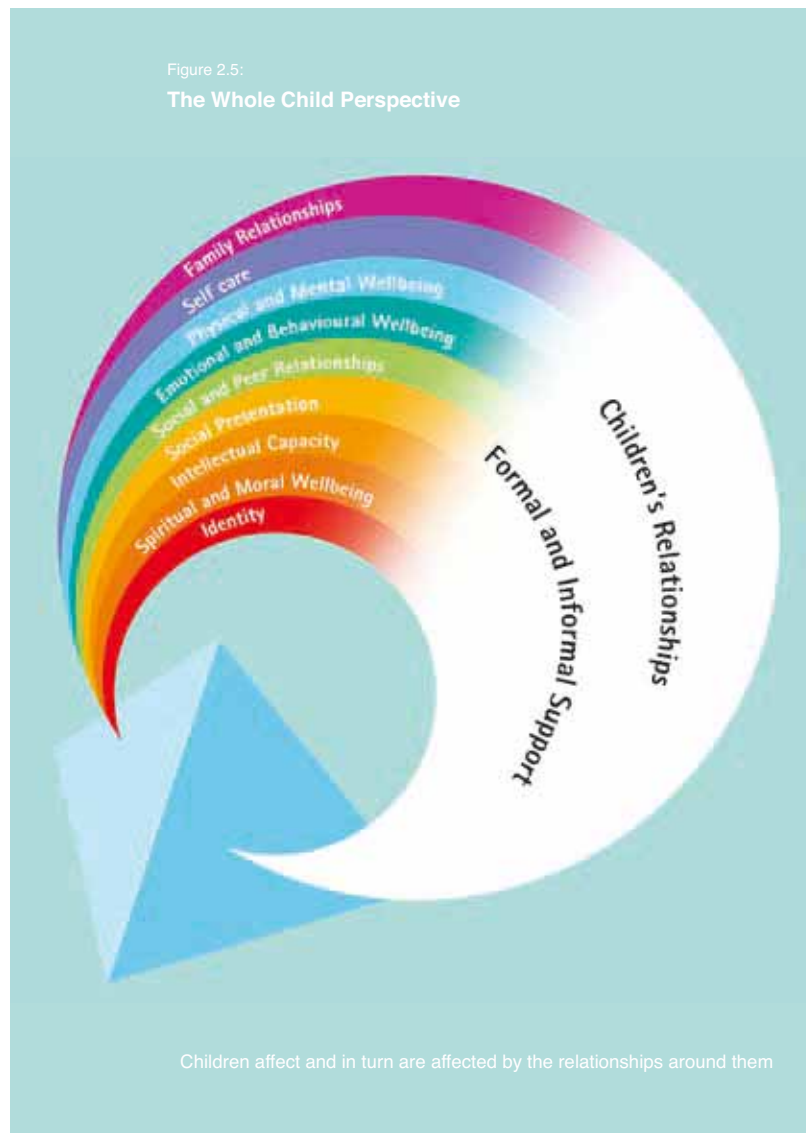 Figure 2.5:
The Whole Child Perspective
Family Relationships
Self care
Physical and Mental Wellbeing
Emotional and Behavioural Wellbeing
Social and Peer Relationships
Social Presentation
Intellectual Capacity
Spiritual and Moral Wellbeing
Identity
Children's Relationships
Formal and Informal Support
Children affect and in turn are affected by the relationships around them